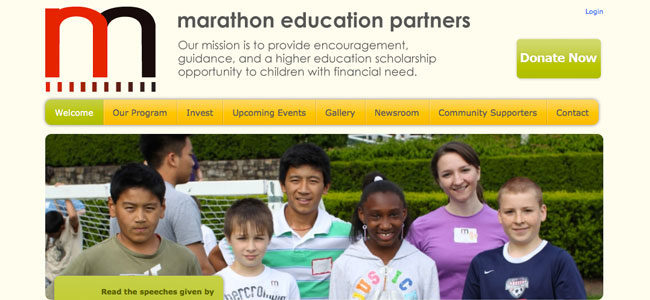 m
Login
marathon education partners
Our mission is to provide encouragement,
guidance, and a higher education scholarship
opportunity to children with financial need.
Donate Now
Welcome Our Program Invest Upcoming Events Gallery Newsroom Community Supporters Contact
MUSIC
Read the speeches given by